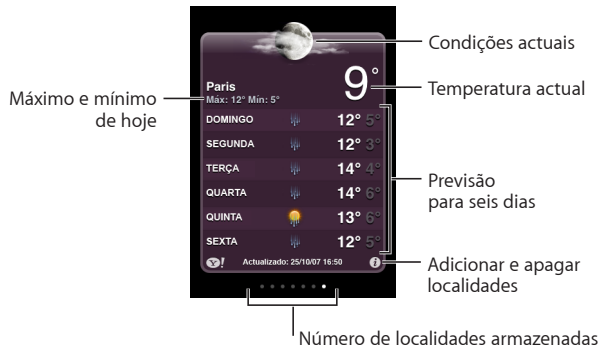 Condições actuais
9°
Temperatura actual
Paris
Máx: 12° Mín: 5°
Máximo e mínimo
de hoje
DOMINGO 12° 5°
SEGUNDA 12° 3°
TERÇA 14° 4°
QUARTA 14° 6°
QUINTA 13° 6°
SEXTA 12° 5°
Previsão
para seis dias
Y! Actualizado: 25/10/07 16:50 i
Adicionar e apagar
localidades
Número de localidades armazenadas